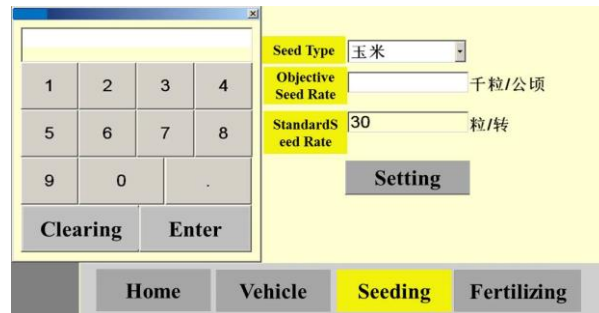 Seed Type 玉米
Objective
Seed Rate
千粒/公顷
StandardS
eed Rate
30 粒/转
Setting
1 2 3 4
5 6 7 8
9 0 .
Clearing Enter
Home Vehicle Seeding Fertilizing